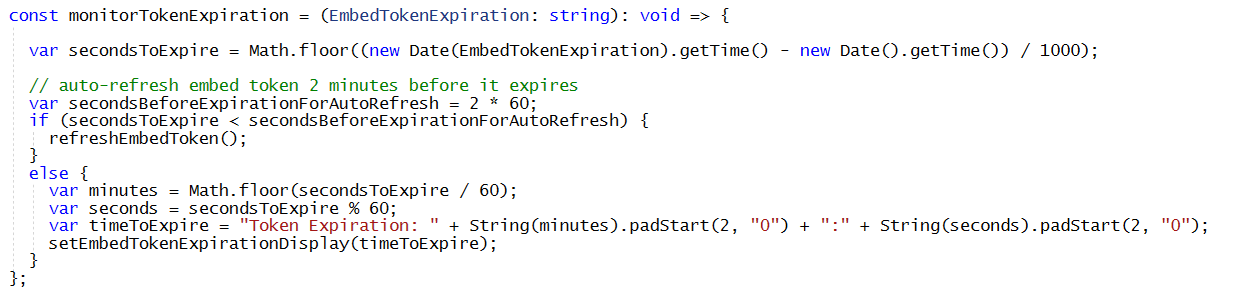 const monitorTokenExpiration = (EmbedTokenExpiration: string): void => {
var secondsToExpire = Math.floor((new Date(EmbedTokenExpiration).getTime() - new Date().getTime()) / 1000);
// auto-refresh embed token 2 minutes before it expires
var secondsBeforeExpirationForAutoRefresh = 2 * 60;
if (secondsToExpire < secondsBeforeExpirationForAutoRefresh) {
refreshEmbedToken();
}
else {
var minutes = Math.floor(secondsToExpire / 60);
var seconds = secondsToExpire % 60;
var timeToExpire = "Token Expiration: " + String(minutes).padStart(2, "0") + ":" + String(seconds).padStart(2, "0");
setEmbedTokenExpirationDisplay(timeToExpire);
}
};